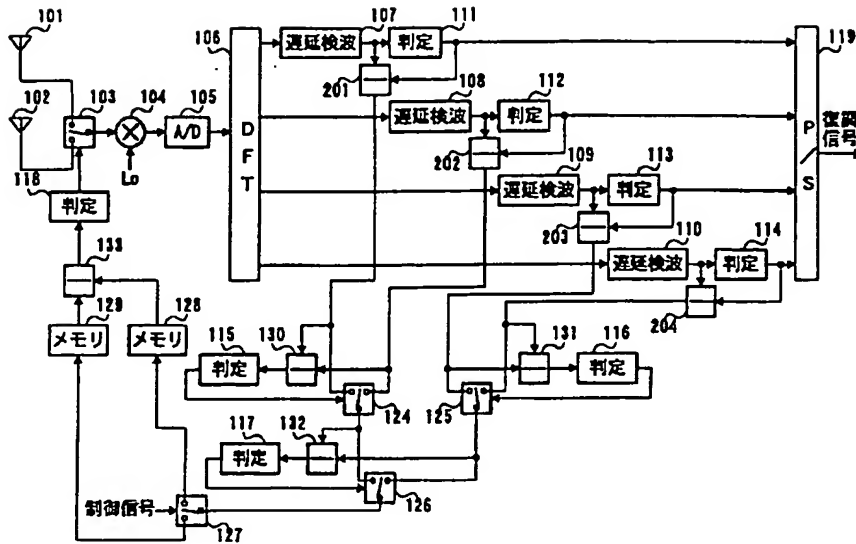 101
102
103
104
105
A/D
Lo
118
判定
133
129
メモリ
128
メモリ
106
DFT
107
遅延検波
111
判定
201
108
遅延検波
112
判定
202
109
遅延検波
113
判定
203
110
遅延検波
114
判定
204
119
P/S
復調
信号
115
判定
130
124
131
116
判定
125
117
判定
132
126
制御信号
127